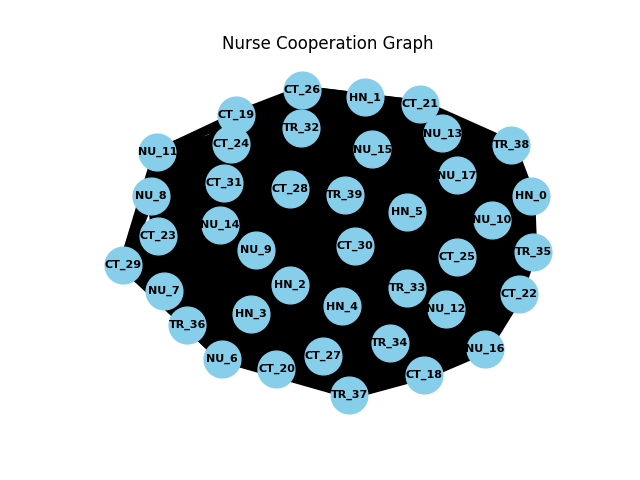 Nurse Cooperation Graph
CT_26
HN_1
CT_21
CT_19
TR_32
NU_13
CT_24
TR_38
NU_15
NU_11
NU_17
CT_31
CT_28
TR_39
NU_8
HN_0
HN_5
NU_10
NU_14
CT_23
CT_30
NU_9
TR_35
CT_25
CT_29
HN_2
TR_33
NU_7
CT_22
HN_4
NU_12
HN_3
TR_36
TR_34
NU_16
CT_27
NU_6
CT_20
CT_18
TR_37